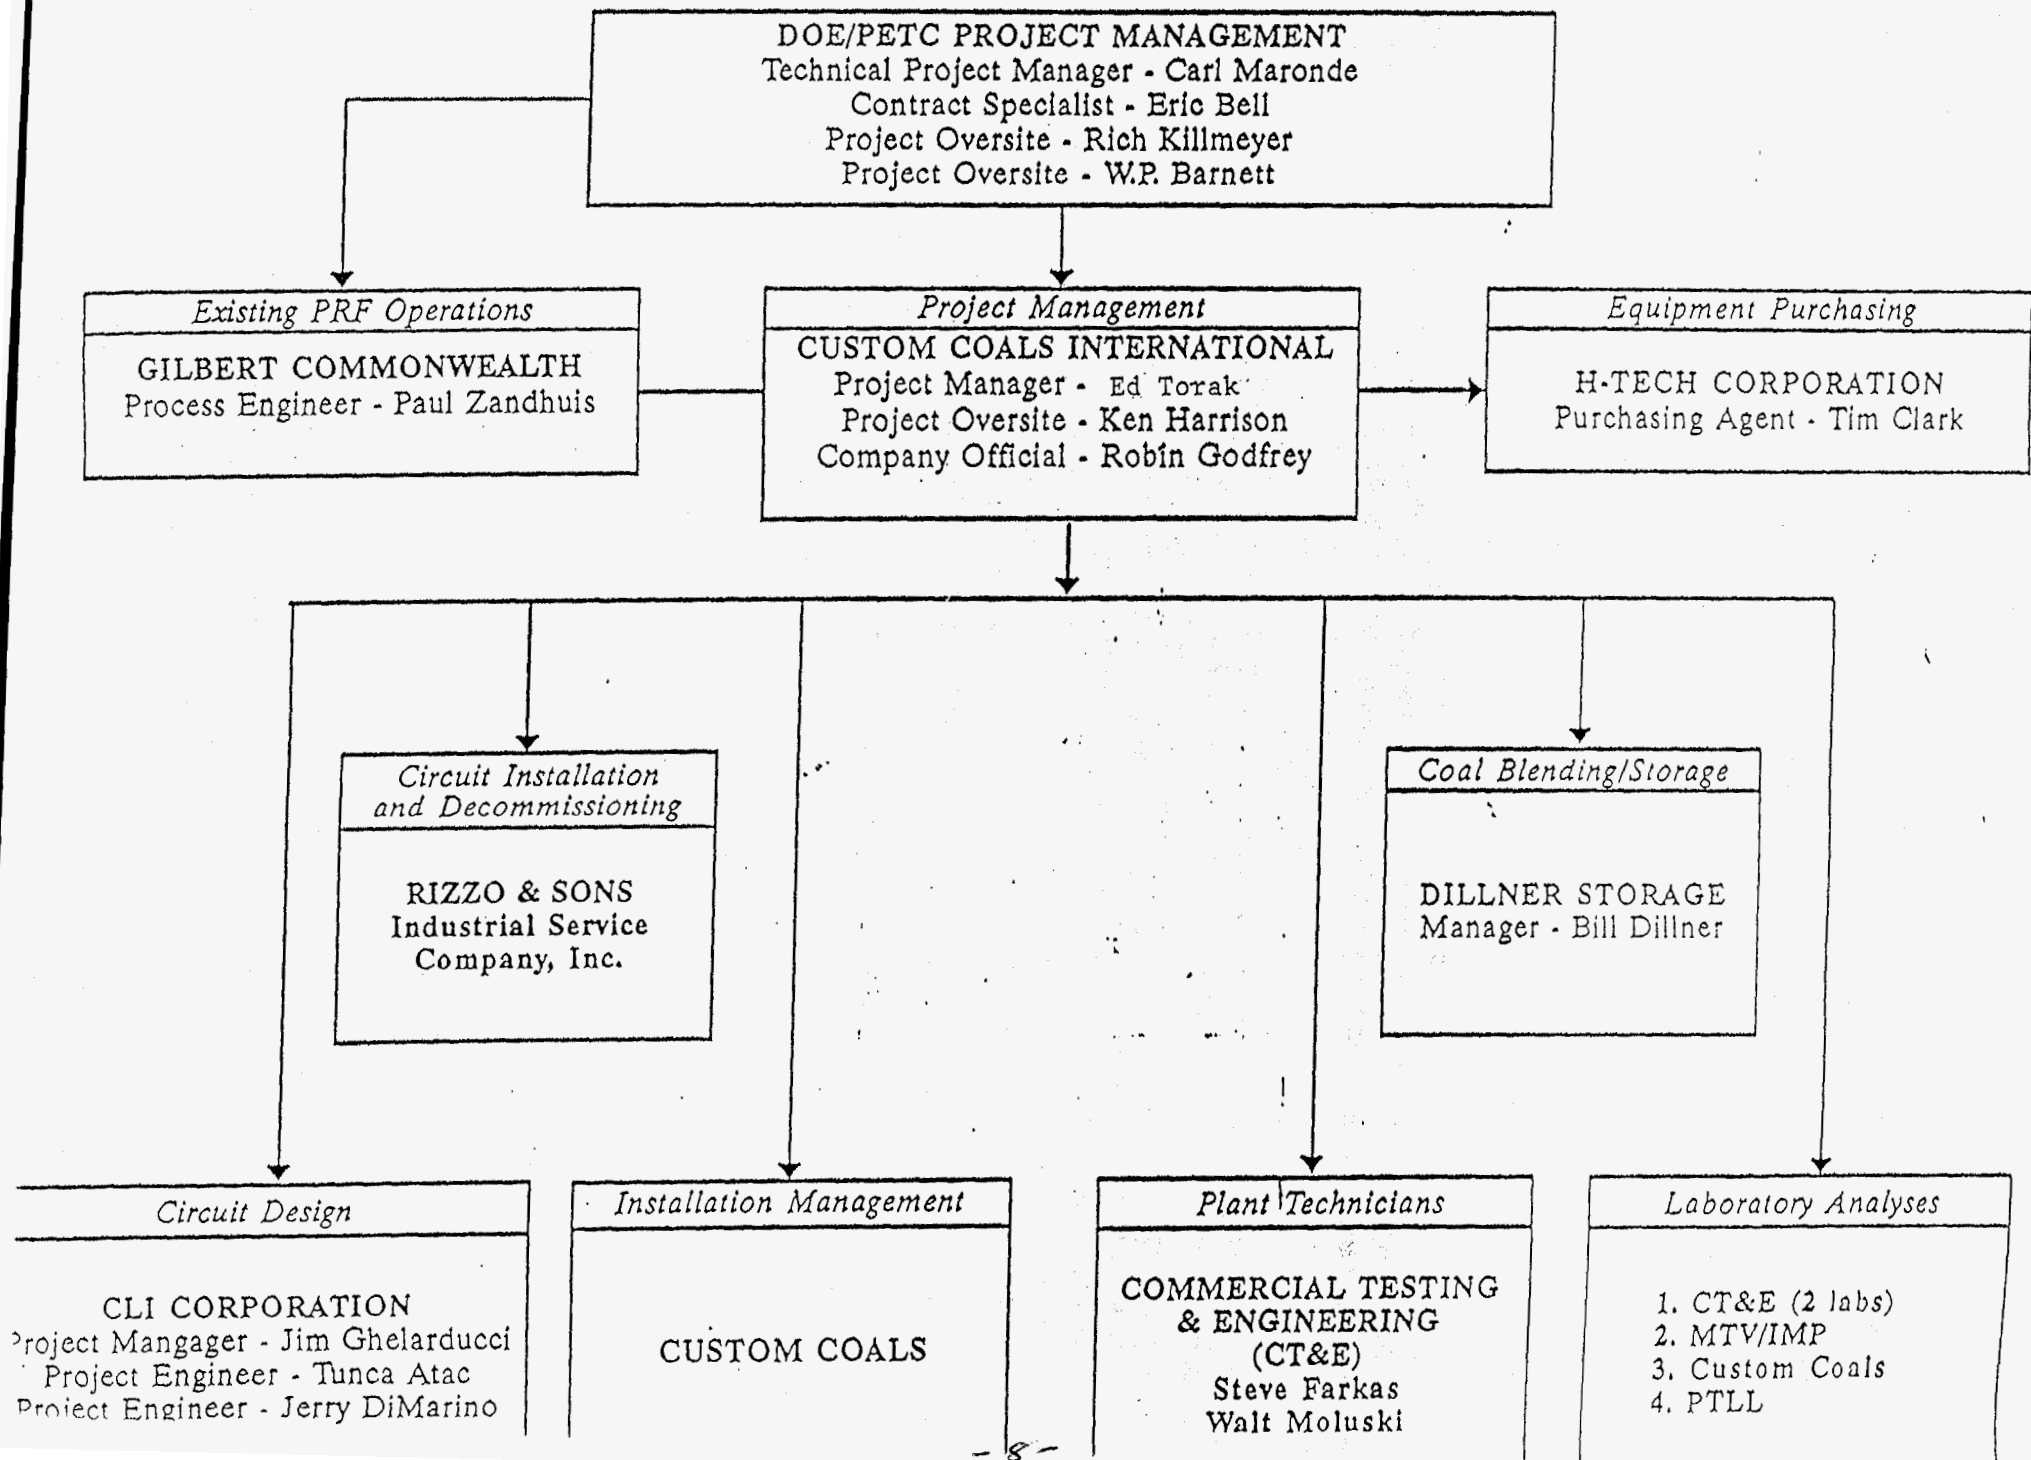 DOE/PETC PROJECT MANAGEMENT
Technical Project Manager - Carl Maronde
Contract Specialist - Eric Bell
Project Oversite - Rich Killmeyer
Project Oversite - W.P. Barnett
Existing PRF Operations
GILBERT COMMONWEALTH
Process Engineer - Paul Zandhuis
Project Management
CUSTOM COALS INTERNATIONAL
Project Manager - Ed Torak
Project Oversite - Ken Harrison
Company Official - Robin Godfrey
Equipment Purchasing
H-TECH CORPORATION
Purchasing Agent - Tim Clark
Circuit Installation
and Decommissioning
RIZZO & SONS
Industrial Service
Company, Inc.
Coal Blending/Storage
DILLNER STORAGE
Manager - Bill Dillner
Circuit Design
CLI CORPORATION
Project Mangager - Jim Ghelarducci
Project Engineer - Tunca Atac
Project Engineer - Jerry DiMarino
Installation Management
CUSTOM COALS
Plant Technicians
COMMERCIAL TESTING
& ENGINEERING
(CT&E)
Steve Farkas
Walt Moluski
Laboratory Analyses
1. CT&E (2 labs)
2. MTV/IMP
3. Custom Coals
4. PTLL
- 8 -